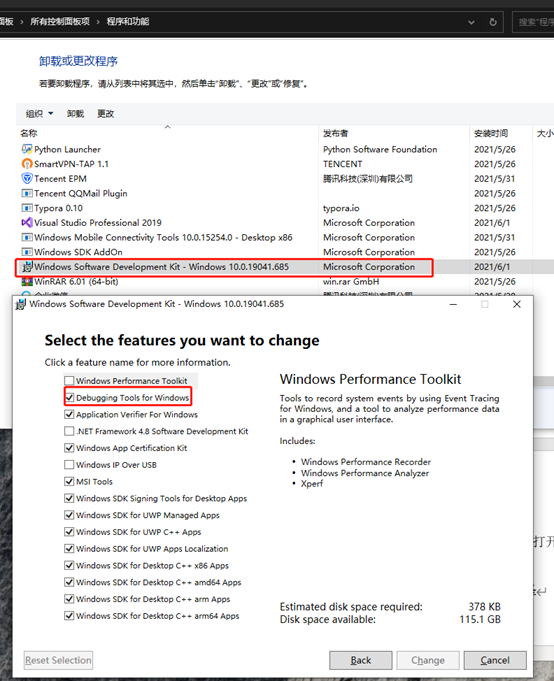 面板 › 所有控制面板项 › 程序和功能
搜索"程序
卸载或更改程序
若要卸载程序，请从列表中将其选中，然后单击“卸载”、“更改”或“修复”。
组织 卸载 更改
名称 发布者 安装时间 大小
Python Launcher Python Software Foundation 2021/5/26
SmartVPN-TAP 1.1 TENCENT 2021/5/26
Tencent EPM 腾讯科技(深圳)有限公司 2021/5/31
Tencent QQMail Plugin 2021/5/26
Typora 0.10 typora.io 2021/5/26
Visual Studio Professional 2019 Microsoft Corporation 2021/6/1
Windows Mobile Connectivity Tools 10.0.15254.0 - Desktop x86 Microsoft Corporation 2021/5/31
Windows SDK AddOn Microsoft Corporation 2021/5/26
Windows Software Development Kit - Windows 10.0.19041.685 Microsoft Corporation 2021/6/1
WinRAR 6.01 (64-bit) win.rar GmbH 2021/5/26
Windows Software Development Kit - Windows 10.0.19041.685
Select the features you want to change
Click a feature name for more information.
Windows Performance Toolkit
Debugging Tools for Windows
Application Verifier For Windows
.NET Framework 4.8 Software Development Kit
Windows App Certification Kit
Windows IP Over USB
MSI Tools
Windows SDK Signing Tools for Desktop Apps
Windows SDK for UWP Managed Apps
Windows SDK for UWP C++ Apps
Windows SDK for UWP Apps Localization
Windows SDK for Desktop C++ x86 Apps
Windows SDK for Desktop C++ amd64 Apps
Windows SDK for Desktop C++ arm Apps
Windows SDK for Desktop C++ arm64 Apps
Windows Performance Toolkit
Tools to record system events by using Event Tracing
for Windows, and a tool to analyze performance data
in a graphical user interface.
Includes:
• Windows Performance Recorder
• Windows Performance Analyzer
• Xperf
Estimated disk space required: 378 KB
Disk space available: 115.1 GB
Reset Selection Back Change Cancel
打开